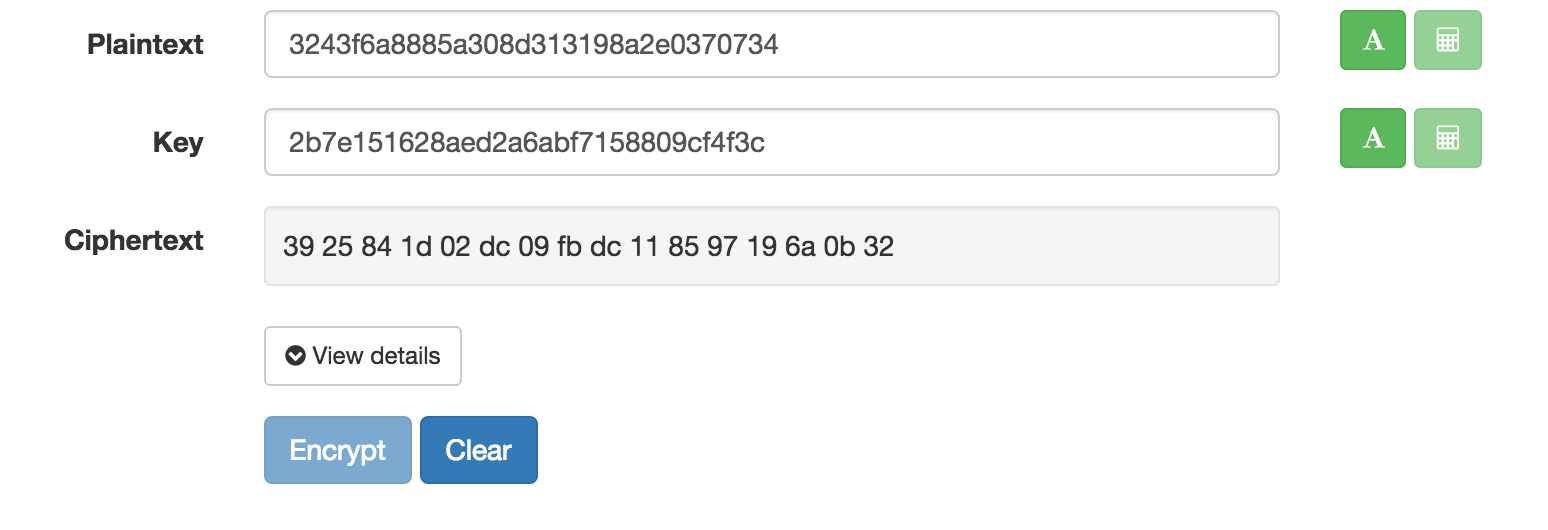 Plaintext 3243f6a8885a308d313198a2e0370734 A
Key 2b7e151628aed2a6abf7158809cf4f3c A
Ciphertext 39 25 84 1d 02 dc 09 fb dc 11 85 97 19 6a 0b 32
View details
Encrypt Clear